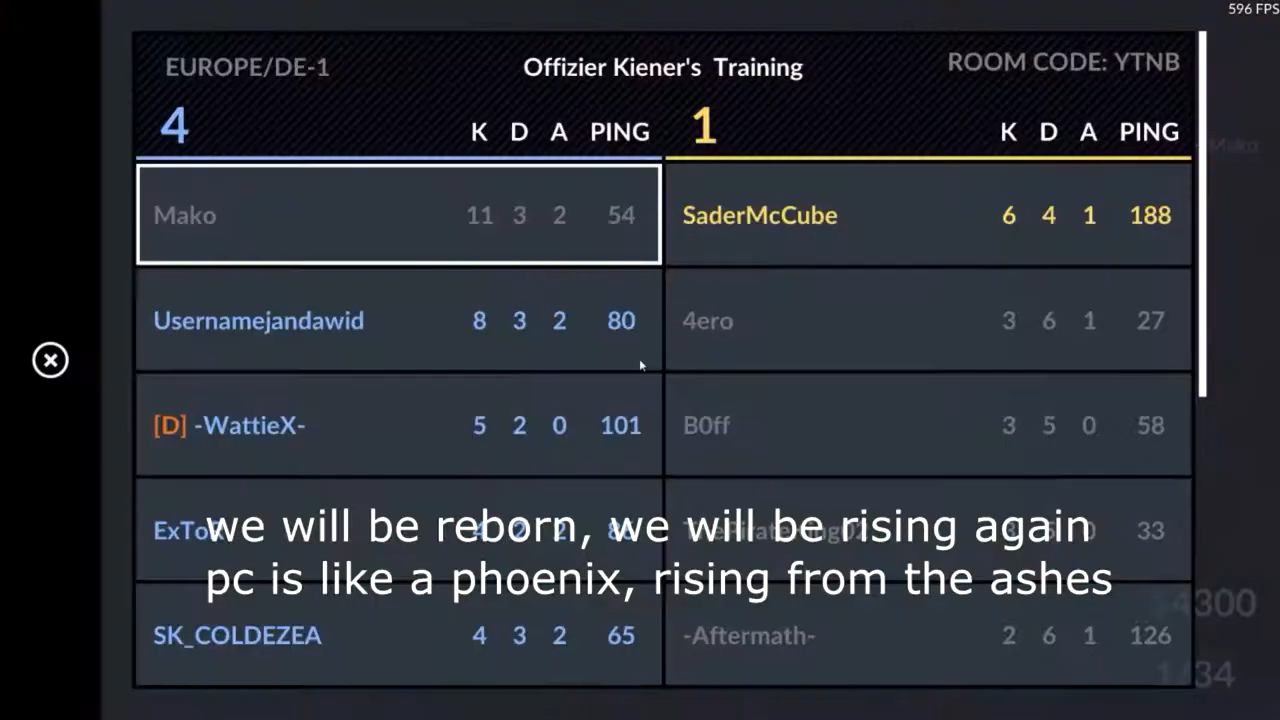 596 FPS
EUROPE/DE-1 Offizier Kiener's Training ROOM CODE: YTNB
4 K D A PING 1 K D A PING
Mako 11 3 2 54 SaderMcCube 6 4 1 188
Usernamejandawid 8 3 2 80 4ero 3 6 1 27
[D] -WattieX- 5 2 0 101 B0ff 3 5 0 58
33
we will be reborn, we will be rising again
pc is like a phoenix, rising from the ashes
SK_COLDEZEA 4 3 2 65 -Aftermath- 2 6 1 126